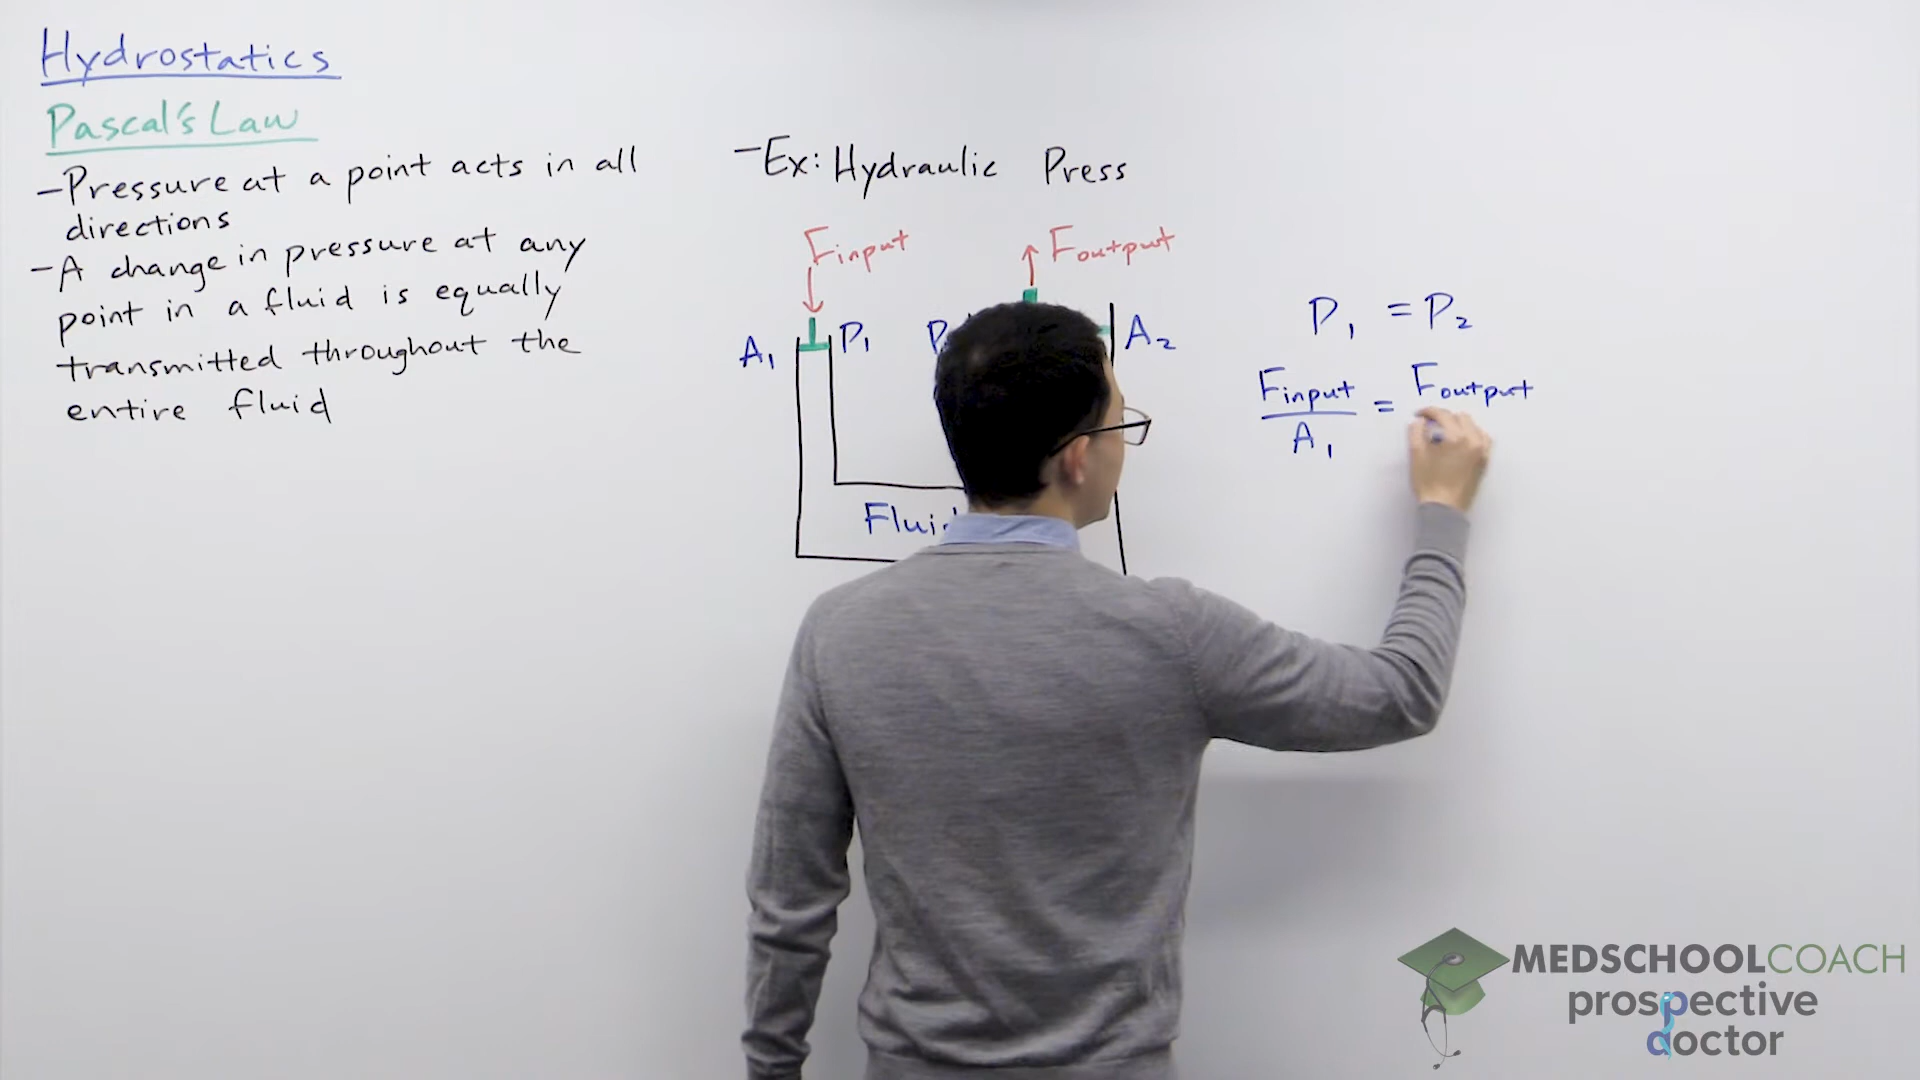 Hydrostatics
Pascal's Law
-Pressure at a point acts in all
directions
-A change in pressure at any
point in a fluid is equally
transmitted throughout the
entire fluid
-Ex: Hydraulic Press
Finput
Foutput
A1
P1
P
A2
Flui
P1 = P2
Finput = Foutput
A1
MEDSCHOOLCOACH
prospective
doctor